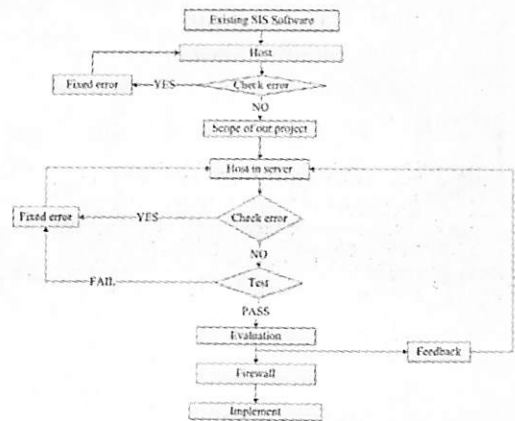 Existing SIS Software
Host
Fixed error
YES
Check error
NO
Scope of our project
Host in server
Fixed error
YES
Check error
NO
FAIL
Test
PASS
Evaluation
Feedback
Firewall
Implement